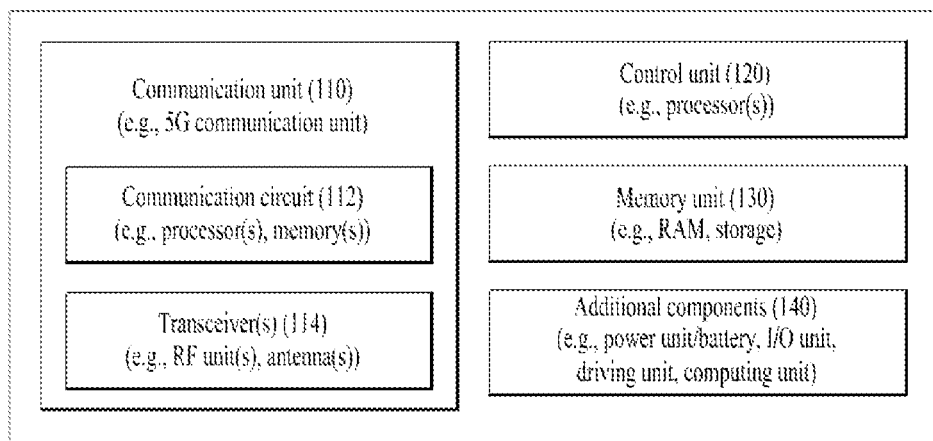 Communication unit (110)
(e.g., 5G communication unit)
Communication circuit (112)
(e.g., processor(s), memory(s))
Transceiver(s) (114)
(e.g., RF unit(s), antenna(s))
Control unit (120)
(e.g., processor(s))
Memory unit (130)
(e.g., RAM, storage)
Additional components (140)
(e.g., power unit/battery, I/O unit,
driving unit, computing unit)